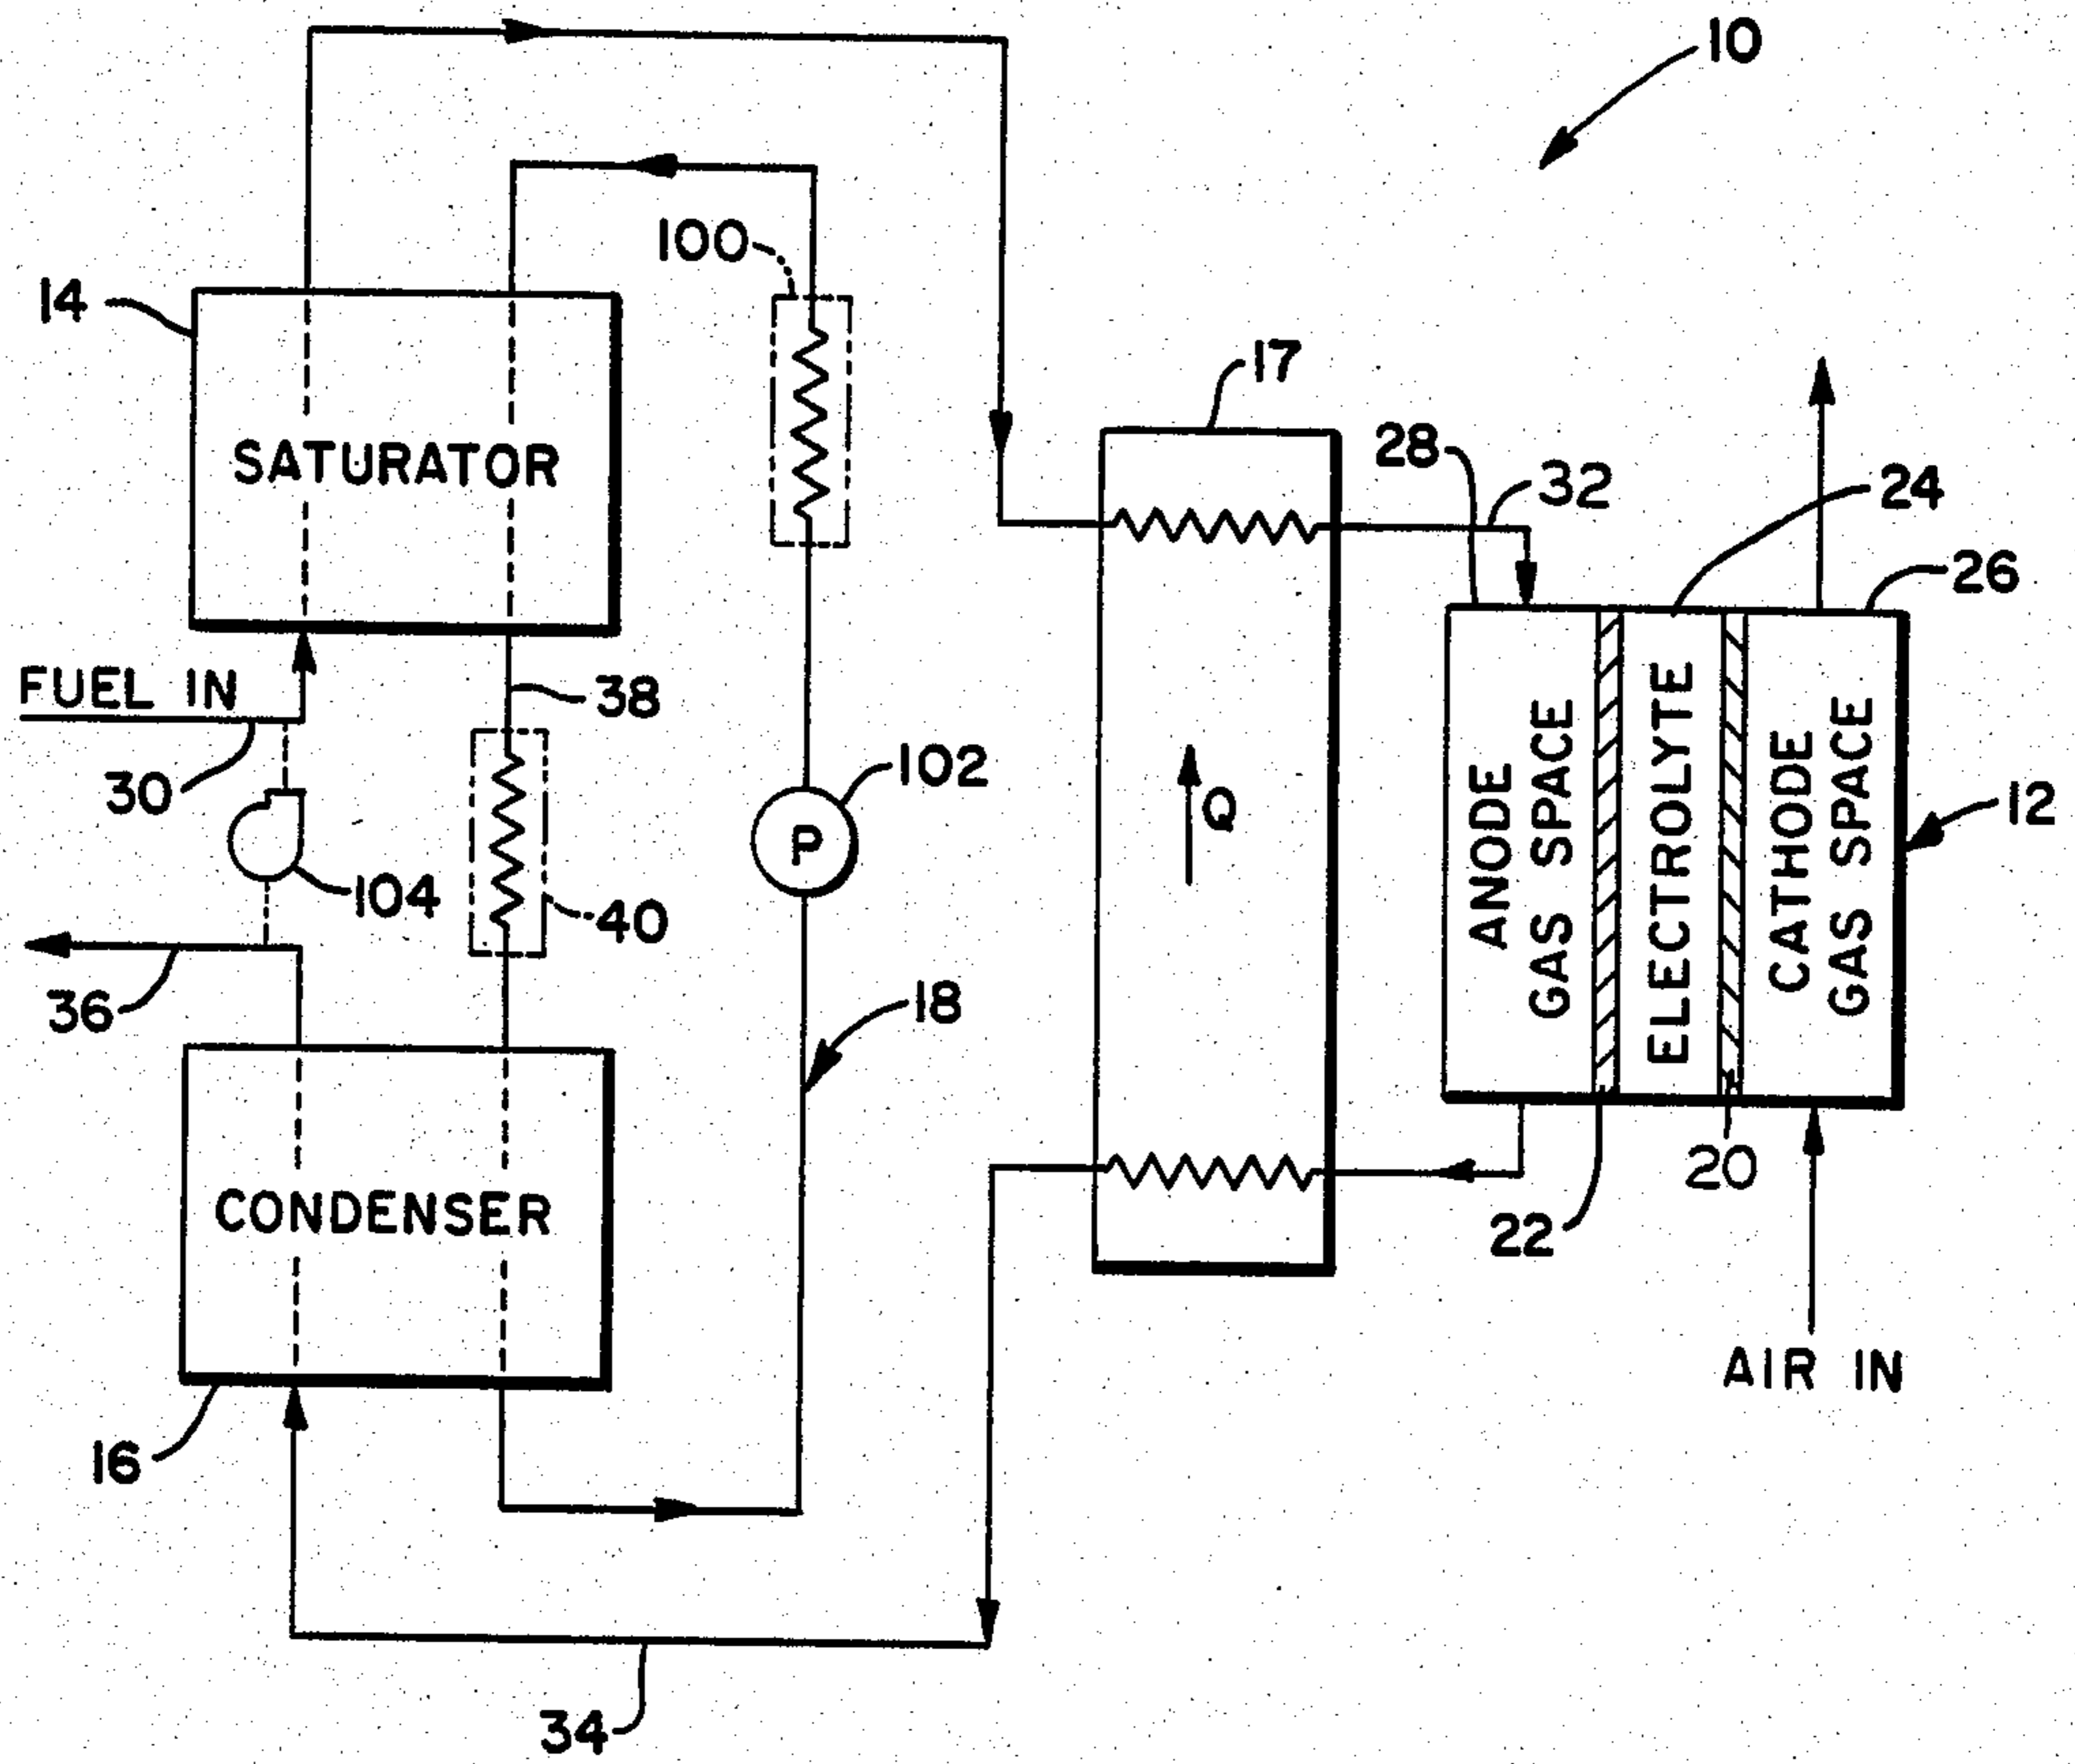 10
100
14
17
28
32
24
SATURATOR
26
FUEL IN
38
30
102
ANODE
GAS SPACE
ELECTROLYTE
CATHODE
GAS SPACE
12
Q
P
104
40
36
18
20
22
CONDENSER
AIR IN
16
34